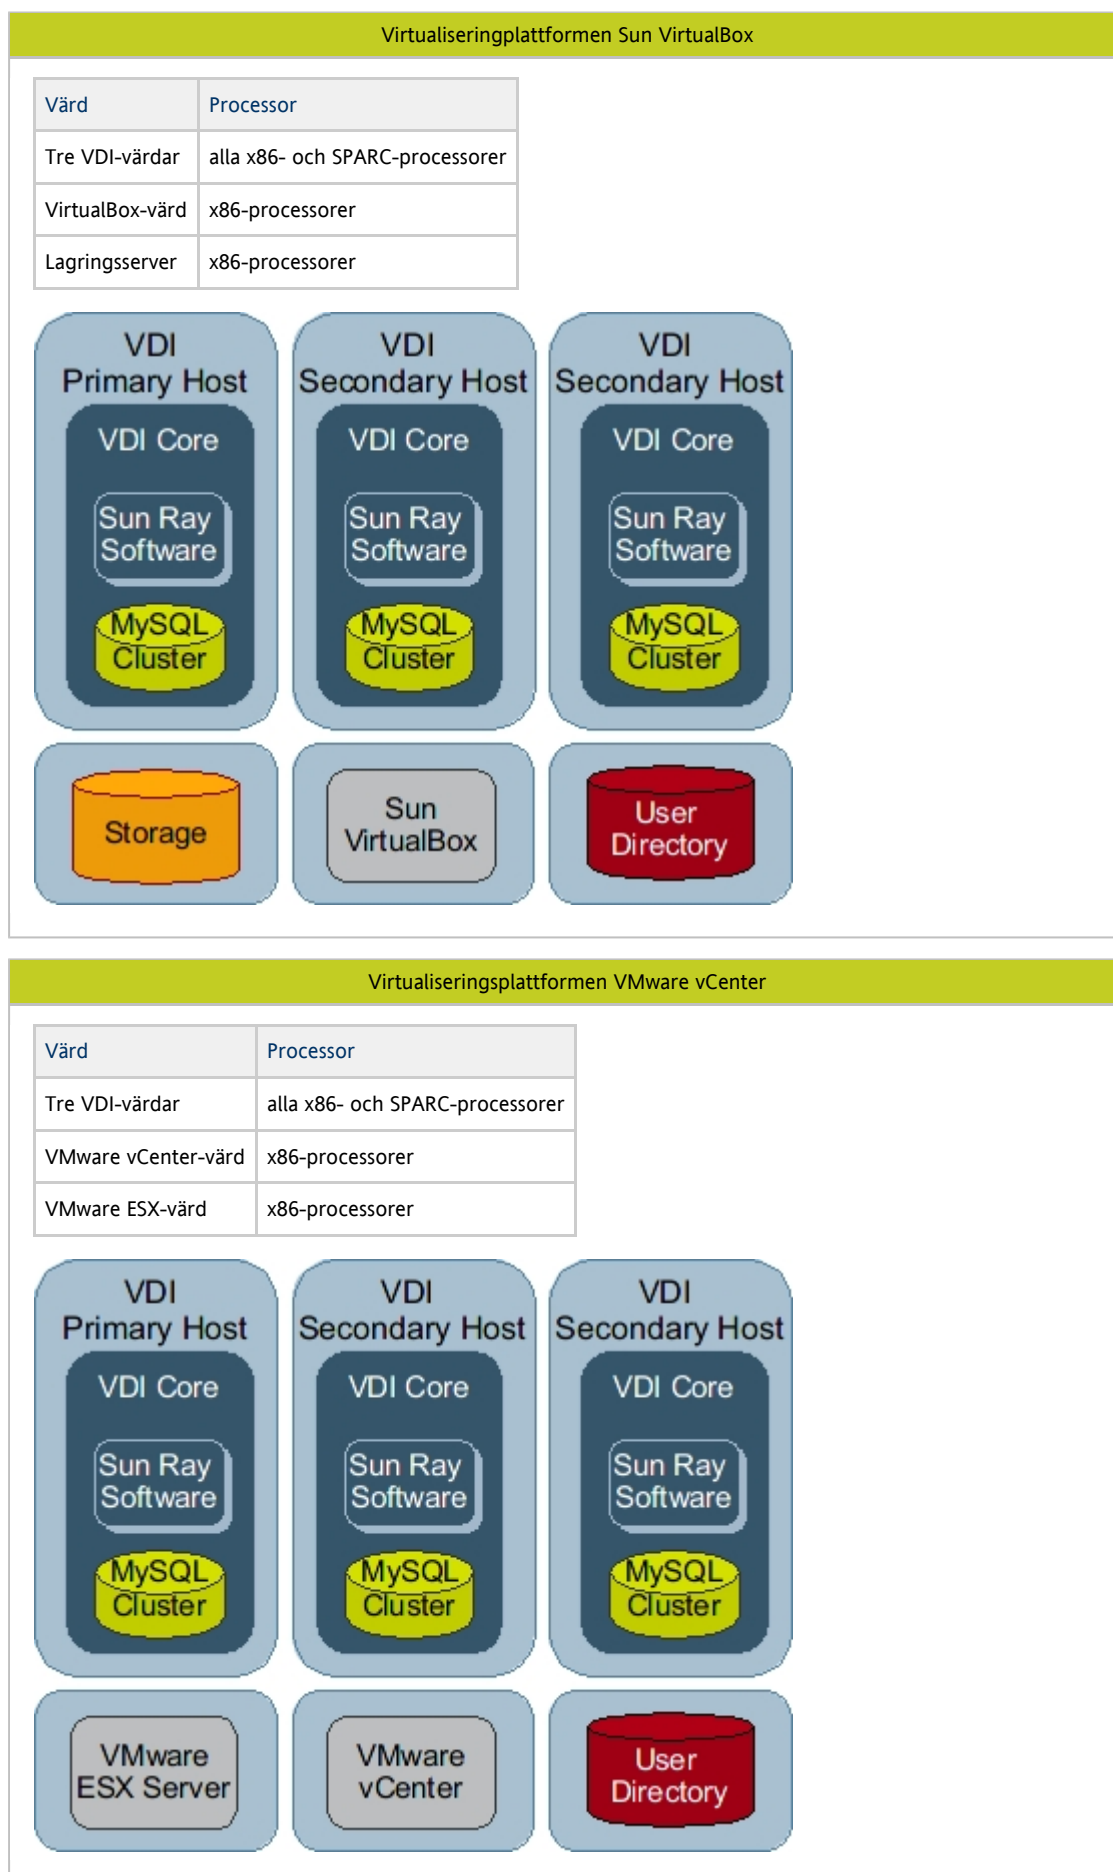 Virtualiseringplattformen Sun VirtualBox
Värd Processor
Tre VDI-värdar alla x86- och SPARC-processorer
VirtualBox-värd x86-processorer
Lagringsserver x86-processorer
VDI
Primary Host
VDI Core
Sun Ray
Software
MySQL
Cluster
VDI
Secondary Host
VDI Core
Sun Ray
Software
MySQL
Cluster
VDI
Secondary Host
VDI Core
Sun Ray
Software
MySQL
Cluster
Storage
Sun
VirtualBox
User
Directory
Virtualiseringsplattformen VMware vCenter
Värd Processor
Tre VDI-värdar alla x86- och SPARC-processorer
VMware vCenter-värd x86-processorer
VMware ESX-värd x86-processorer
VDI
Primary Host
VDI Core
Sun Ray
Software
MySQL
Cluster
VDI
Secondary Host
VDI Core
Sun Ray
Software
MySQL
Cluster
VDI
Secondary Host
VDI Core
Sun Ray
Software
MySQL
Cluster
VMware
ESX Server
VMware
vCenter
User
Directory